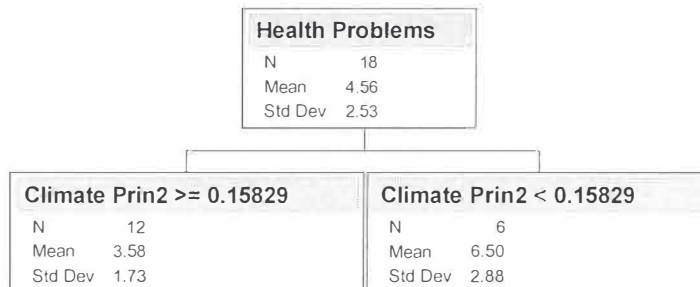 Health Problems
N 18
Mean 4.56
Std Dev 2.53
Climate Prin2 >= 0.15829
N 12
Mean 3.58
Std Dev 1.73
Climate Prin2 < 0.15829
N 6
Mean 6.50
Std Dev 2.88